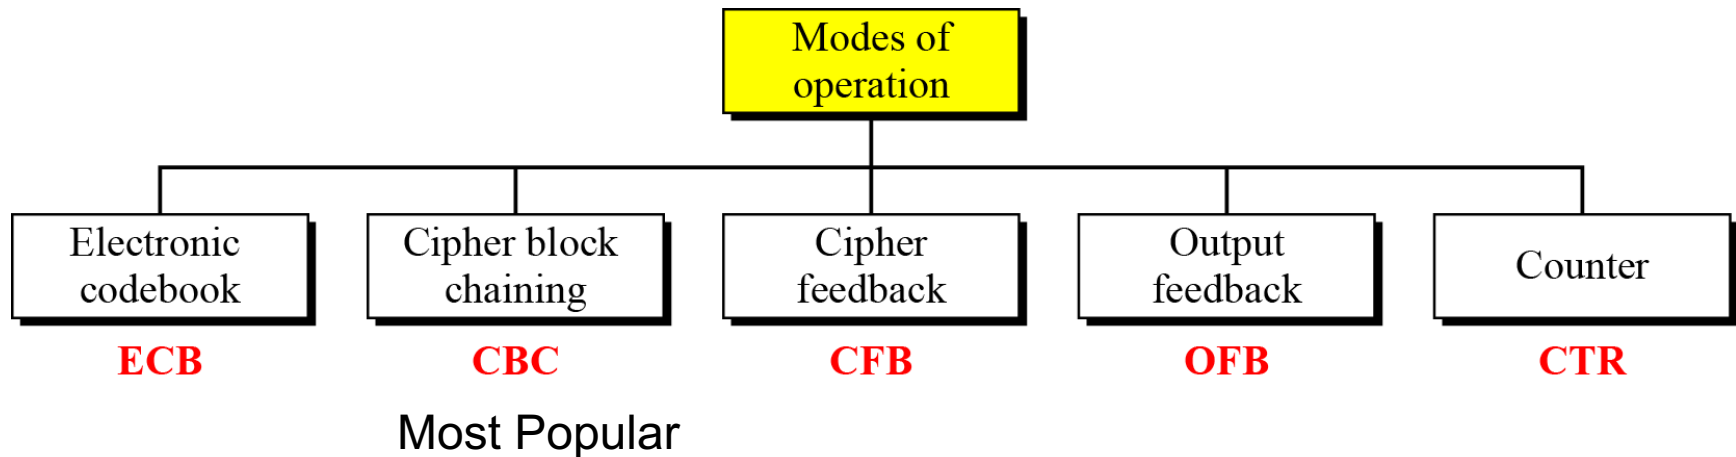 Modes of
operation
Electronic
codebook
Cipher block
chaining
Cipher
feedback
Output
feedback
Counter
ECB
CBC
CFB
OFB
CTR
Most Popular